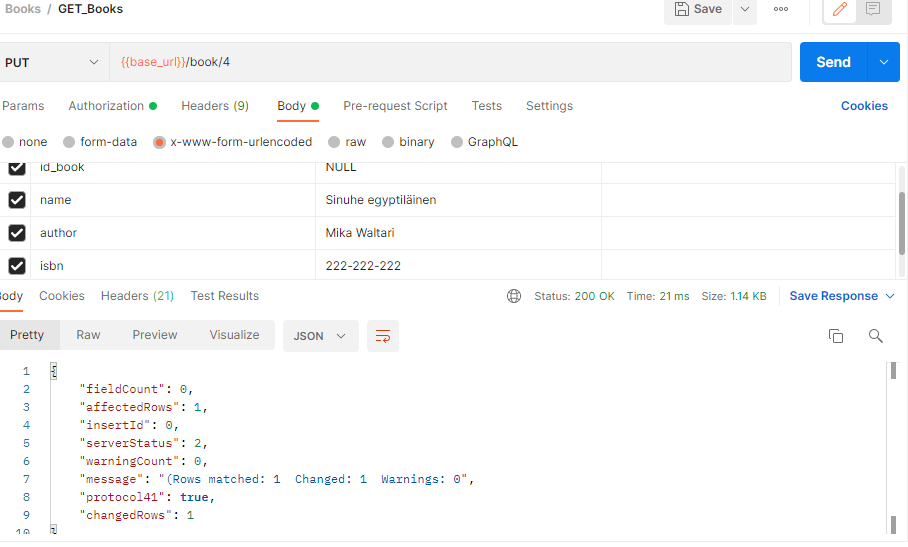 Books / GET_Books
Save
PUT {{base_url}}/book/4 Send
Params Authorization Headers (9) Body Pre-request Script Tests Settings Cookies
none form-data x-www-form-urlencoded raw binary GraphQL
id_book NULL
name Sinuhe egyptiläinen
author Mika Waltari
isbn 222-222-222
Body Cookies Headers (21) Test Results Status: 200 OK Time: 21 ms Size: 1.14 KB Save Response
Pretty Raw Preview Visualize JSON
1 {
2 "fieldCount": 0,
3 "affectedRows": 1,
4 "insertId": 0,
5 "serverStatus": 2,
6 "warningCount": 0,
7 "message": "(Rows matched: 1  Changed: 1  Warnings: 0",
8 "protocol41": true,
9 "changedRows": 1
10 }